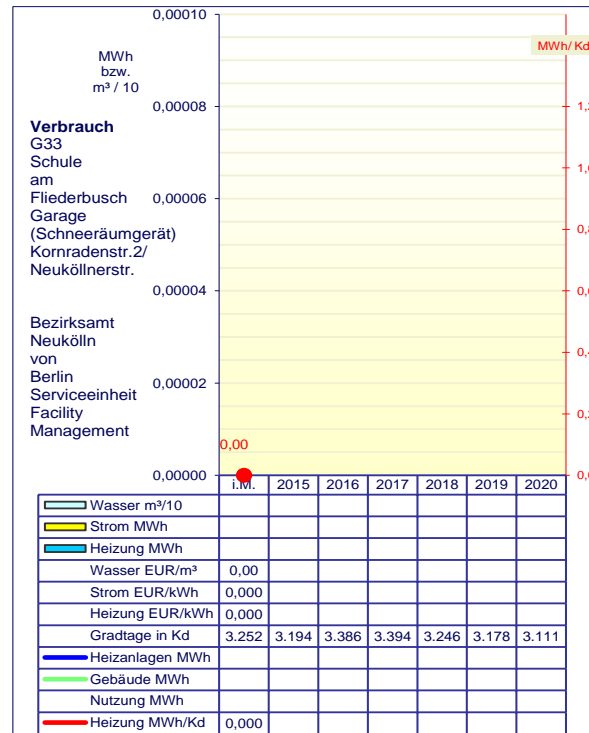 MWh
bzw.
m³ / 10
Verbrauch
G33
Schule
am
Fliederbusch
Garage
(Schneeräumgerät)
Kornradenstr.2/
Neuköllnerstr.
Bezirksamt
Neukölln
von
Berlin
Serviceeinheit
Facility
Management
0,00010
0,00008
0,00006
0,00004
0,00002
0,00000
MWh/Kd
1,0
0,8
0,00
i.M. 2015 2016 2017 2018 2019 2020
Wasser m³/10
Strom MWh
Heizung MWh
Wasser EUR/m³ 0,00
Strom EUR/kWh 0,000
Heizung EUR/kWh 0,000
Gradtage in Kd 3.252 3.194 3.386 3.394 3.246 3.178 3.111
Heizanlagen MWh
Gebäude MWh
Nutzung MWh
Heizung MWh/Kd 0,000